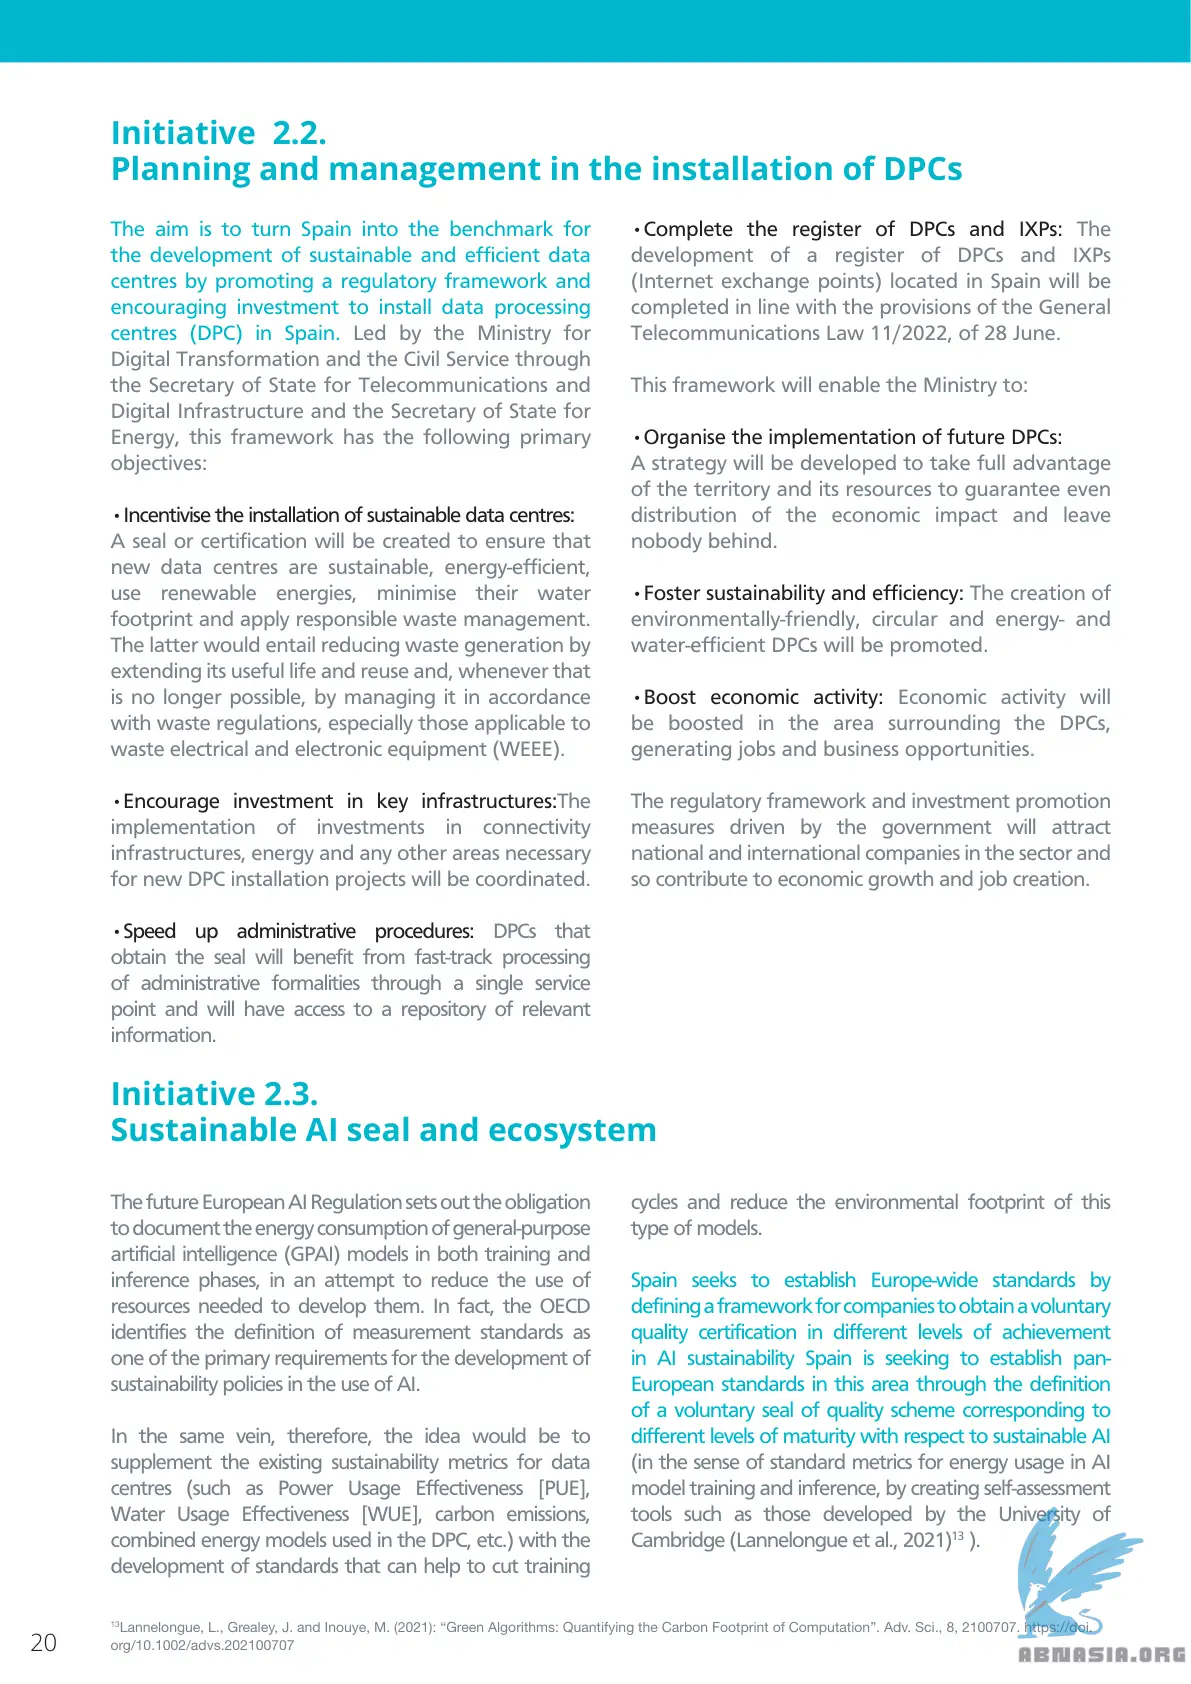 Initiative  2.2.
Planning and management in the installation of DPCs
The aim is to turn Spain into the benchmark for
the development of sustainable and efficient data
centres by promoting a regulatory framework and
encouraging investment to install data processing
centres (DPC) in Spain. Led by the Ministry for
Digital Transformation and the Civil Service through
the Secretary of State for Telecommunications and
Digital Infrastructure and the Secretary of State for
Energy, this framework has the following primary
objectives:
• Incentivise the installation of sustainable data centres:
A seal or certification will be created to ensure that
new data centres are sustainable, energy-efficient,
use renewable energies, minimise their water
footprint and apply responsible waste management.
The latter would entail reducing waste generation by
extending its useful life and reuse and, whenever that
is no longer possible, by managing it in accordance
with waste regulations, especially those applicable to
waste electrical and electronic equipment (WEEE).
• Encourage investment in key infrastructures:The
implementation of investments in connectivity
infrastructures, energy and any other areas necessary
for new DPC installation projects will be coordinated.
• Speed up administrative procedures: DPCs that
obtain the seal will benefit from fast-track processing
of administrative formalities through a single service
point and will have access to a repository of relevant
information.
• Complete the register of DPCs and IXPs: The
development of a register of DPCs and IXPs
(Internet exchange points) located in Spain will be
completed in line with the provisions of the General
Telecommunications Law 11/2022, of 28 June.
This framework will enable the Ministry to:
• Organise the implementation of future DPCs:
A strategy will be developed to take full advantage
of the territory and its resources to guarantee even
distribution of the economic impact and leave
nobody behind.
• Foster sustainability and efficiency: The creation of
environmentally-friendly, circular and energy- and
water-efficient DPCs will be promoted.
• Boost economic activity: Economic activity will
be boosted in the area surrounding the DPCs,
generating jobs and business opportunities.
The regulatory framework and investment promotion
measures driven by the government will attract
national and international companies in the sector and
so contribute to economic growth and job creation.
Initiative 2.3.
Sustainable AI seal and ecosystem
The future European AI Regulation sets out the obligation
to document the energy consumption of general-purpose
artificial intelligence (GPAI) models in both training and
inference phases, in an attempt to reduce the use of
resources needed to develop them. In fact, the OECD
identifies the definition of measurement standards as
one of the primary requirements for the development of
sustainability policies in the use of AI.
In the same vein, therefore, the idea would be to
supplement the existing sustainability metrics for data
centres (such as Power Usage Effectiveness [PUE],
Water Usage Effectiveness [WUE], carbon emissions,
combined energy models used in the DPC, etc.) with the
development of standards that can help to cut training
cycles and reduce the environmental footprint of this
type of models.
Spain seeks to establish Europe-wide standards by
defining a framework for companies to obtain a voluntary
quality certification in different levels of achievement
in AI sustainability Spain is seeking to establish pan-
European standards in this area through the definition
of a voluntary seal of quality scheme corresponding to
different levels of maturity with respect to sustainable AI
(in the sense of standard metrics for energy usage in AI
model training and inference, by creating self-assessment
tools such as those developed by the University of
Cambridge (Lannelongue et al., 2021)¹³ ).
¹³Lannelongue, L., Grealey, J. and Inouye, M. (2021): “Green Algorithms: Quantifying the Carbon Footprint of Computation”. Adv. Sci., 8, 2100707. https://doi.
org/10.1002/advs.202100707
20
ABNASIA.ORG